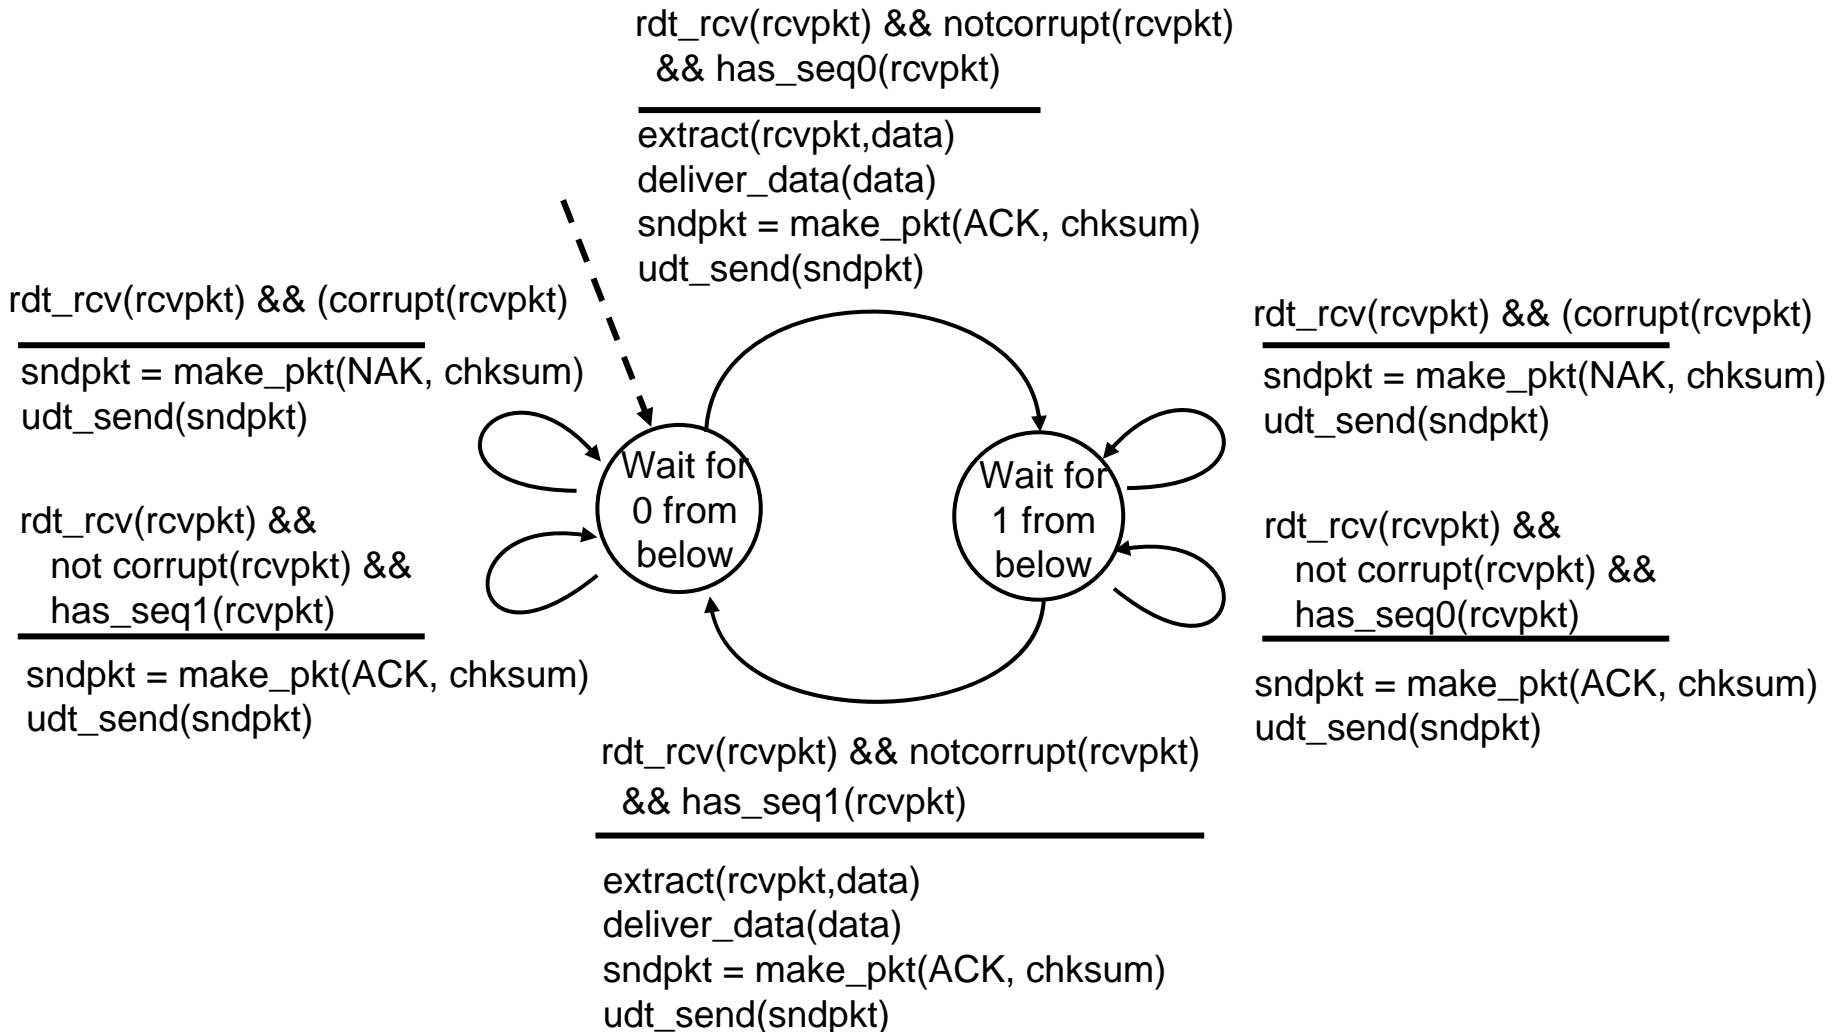 rdt_rcv(rcvpkt) && notcorrupt(rcvpkt)
&& has_seq0(rcvpkt)
extract(rcvpkt,data)
deliver_data(data)
sndpkt = make_pkt(ACK, chksum)
udt_send(sndpkt)
rdt_rcv(rcvpkt) && (corrupt(rcvpkt)
sndpkt = make_pkt(NAK, chksum)
udt_send(sndpkt)
rdt_rcv(rcvpkt) &&
not corrupt(rcvpkt) &&
has_seq1(rcvpkt)
sndpkt = make_pkt(ACK, chksum)
udt_send(sndpkt)
Wait for
0 from
below
Wait for
1 from
below
rdt_rcv(rcvpkt) && (corrupt(rcvpkt)
sndpkt = make_pkt(NAK, chksum)
udt_send(sndpkt)
rdt_rcv(rcvpkt) &&
not corrupt(rcvpkt) &&
has_seq0(rcvpkt)
sndpkt = make_pkt(ACK, chksum)
udt_send(sndpkt)
rdt_rcv(rcvpkt) && notcorrupt(rcvpkt)
&& has_seq1(rcvpkt)
extract(rcvpkt,data)
deliver_data(data)
sndpkt = make_pkt(ACK, chksum)
udt_send(sndpkt)